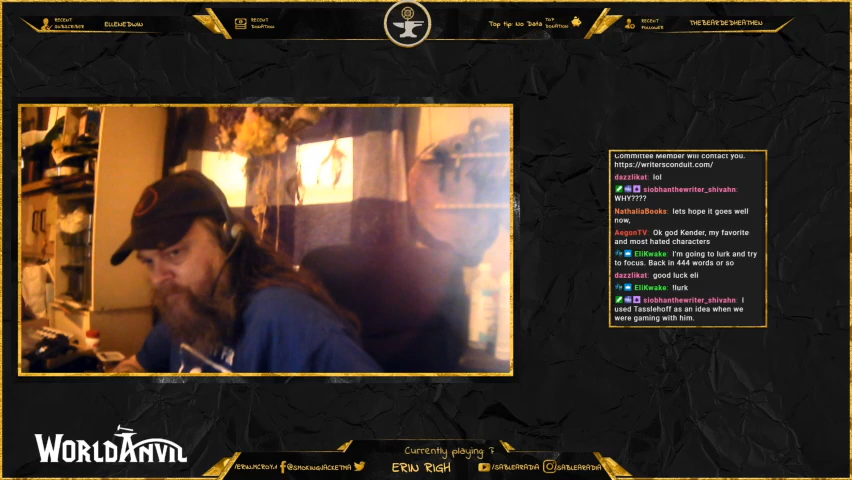 RECENT
SUBSCRIBER
ELLENEDWIN
RECENT
DONATION
Top tip: No Data
TOP
DONATION
RECENT
FOLLOWER
THEBEARDEDHEATHEN
Committee Member will contact you.
https://writersconduit.com/
dazzlikat: lol
siobhanthewriter_shivahn:
WHY????
NathaliaBooks: lets hope it goes well
now,
AegonTV: Ok god Kender, my favorite
and most hated characters
EliKwake: I'm going to lurk and try
to focus. Back in 444 words or so
dazzlikat: good luck eli
EliKwake: !lurk
siobhanthewriter_shivahn: I
used Tasslehoff as an idea when we
were gaming with him.
WORLDANVIL
Currently playing ?
ERIN RIGH
@SMOKINGJACKETMA
/SABLEARADIA
/SABLEARADIA